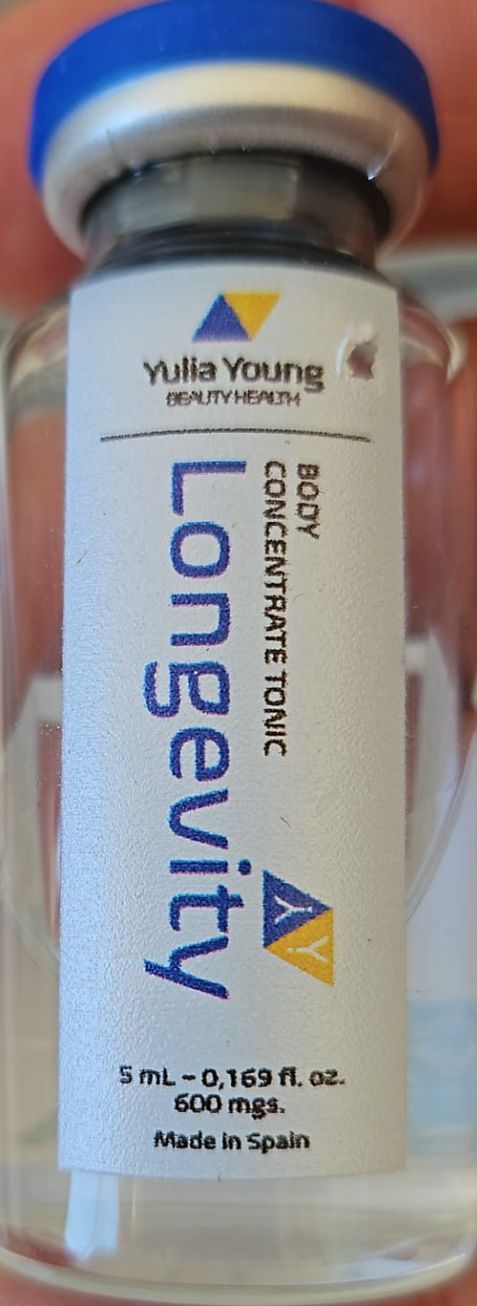 Yulia Young
BEAUTY HEALTH
BODY
CONCENTRATE TONIC
Longevity
YY
5 mL - 0,169 fl. oz.
600 mgs.
Made in Spain